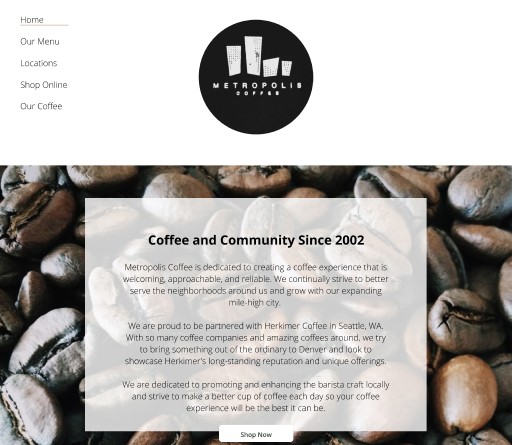 Home
Our Menu
Locations
Shop Online
Our Coffee
METROPOLIS
COFFEE
Coffee and Community Since 2002
Metropolis Coffee is dedicated to creating a coffee experience that is
welcoming, approachable, and reliable. We continually strive to better
serve the neighborhoods around us and grow with our expanding
mile-high city.
We are proud to be partnered with Herkimer Coffee in Seattle, WA.
With so many coffee companies and amazing coffees around, we try
to bring something out of the ordinary to Denver and look to
showcase Herkimer's long-standing reputation and unique offerings.
We are dedicated to promoting and enhancing the barista craft locally
and strive to make a better cup of coffee each day so your coffee
experience will be the best it can be.
Shop Now